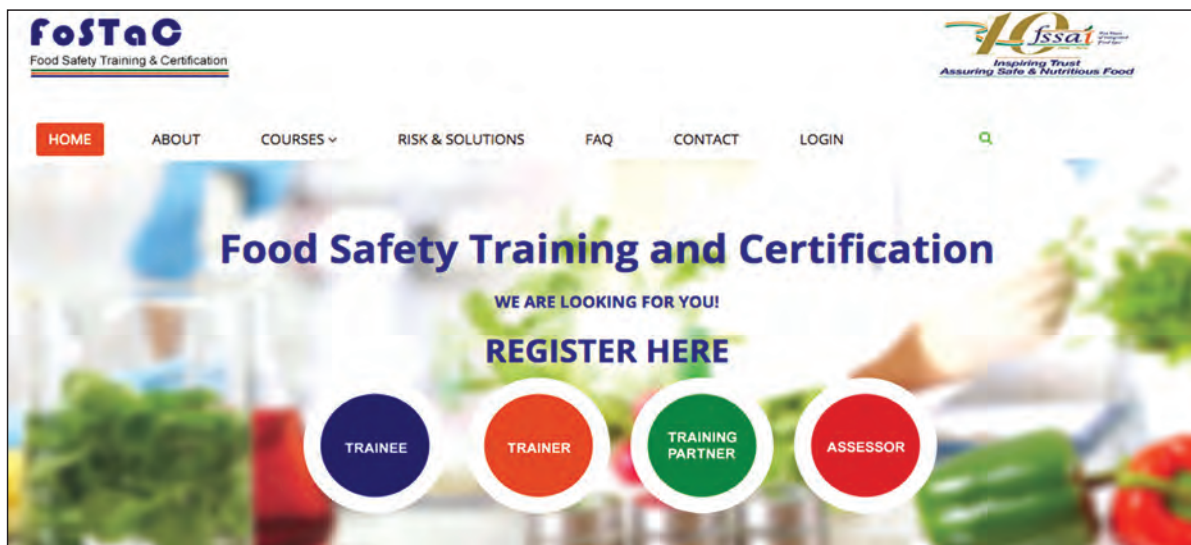 FoSTaC
Food Safety Training & Certification
10 fssai
Inspiring Trust
Assuring Safe & Nutritious Food
HOME ABOUT COURSES RISK & SOLUTIONS FAQ CONTACT LOGIN
Food Safety Training and Certification
WE ARE LOOKING FOR YOU!
REGISTER HERE
TRAINEE
TRAINER
TRAINING
PARTNER
ASSESSOR